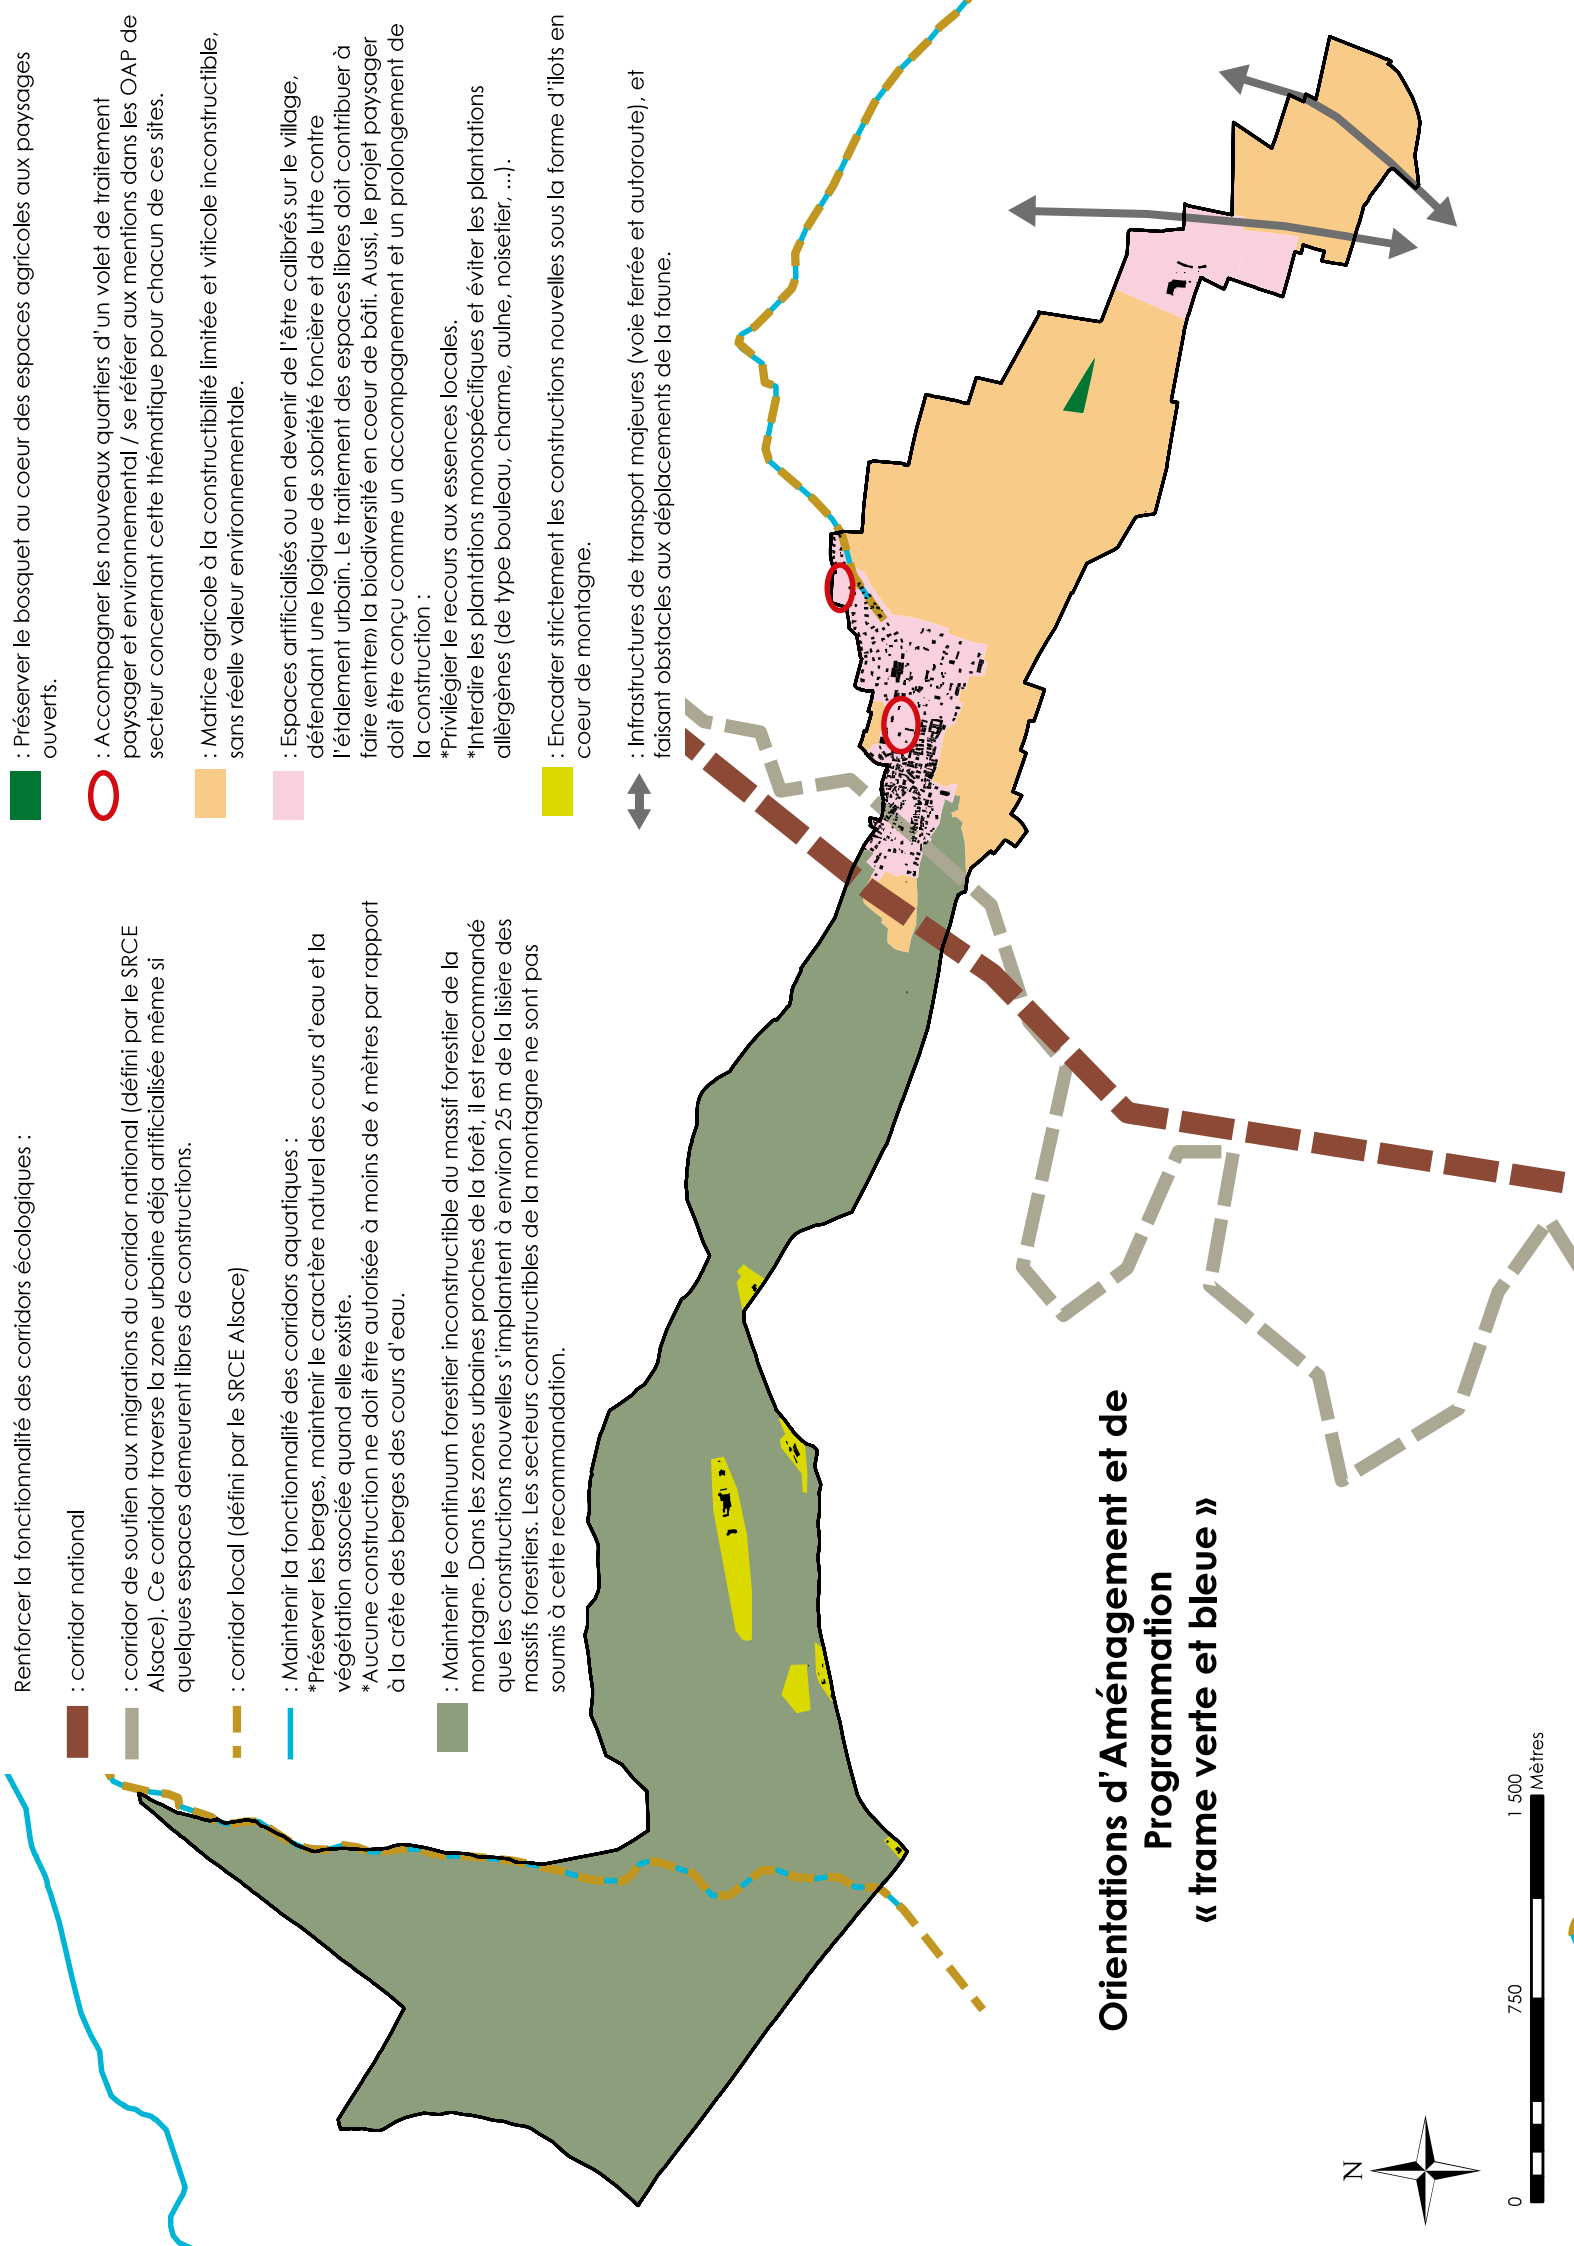 Renforcer la fonctionnalité des corridors écologiques :
: corridor national
: corridor de soutien aux migrations du corridor national (défini par le SRCE
Alsace). Ce corridor traverse la zone urbaine déja artificialisée même si
quelques espaces demeurent libres de constructions.
: corridor local (défini par le SRCE Alsace)
: Maintenir la fonctionnalité des corridors aquatiques :
*Préserver les berges, maintenir le caractère naturel des cours d'eau et la
végétation associée quand elle existe.
*Aucune construction ne doit être autorisée à moins de 6 mètres par rapport
à la crête des berges des cours d'eau.
: Maintenir le continuum forestier inconstructible du massif forestier de la
montagne. Dans les zones urbaines proches de la forêt, il est recommandé
que les constructions nouvelles s'implantent à environ 25 m de la lisière des
massifs forestiers. Les secteurs constructibles de la montagne ne sont pas
soumis à cette recommandation.
: Préserver le bosquet au coeur des espaces agricoles aux paysages
ouverts.
: Accompagner les nouveaux quartiers d'un volet de traitement
paysager et environnemental / se référer aux mentions dans les OAP de
secteur concernant cette thématique pour chacun de ces sites.
: Matrice agricole à la constructibilité limitée et viticole inconstructible,
sans réelle valeur environnementale.
: Espaces artificialisés ou en devenir de l'être calibrés sur le village,
défendant une logique de sobriété foncière et de lutte contre
l'étalement urbain. Le traitement des espaces libres doit contribuer à
faire «entrer» la biodiversité en coeur de bâti. Aussi, le projet paysager
doit être conçu comme un accompagnement et un prolongement de
la construction :
*Privilégier le recours aux essences locales.
*Interdire les plantations monospécifiques et éviter les plantations
allergènes (de type bouleau, charme, aulne, noisetier, ...).
: Encadrer strictement les constructions nouvelles sous la forme d'ilots en
coeur de montagne.
: Infrastructures de transport majeures (voie ferrée et autoroute), et
faisant obstacles aux déplacements de la faune.
Orientations d'Aménagement et de
Programmation
« trame verte et bleue »
N
0 750 1 500
Mètres